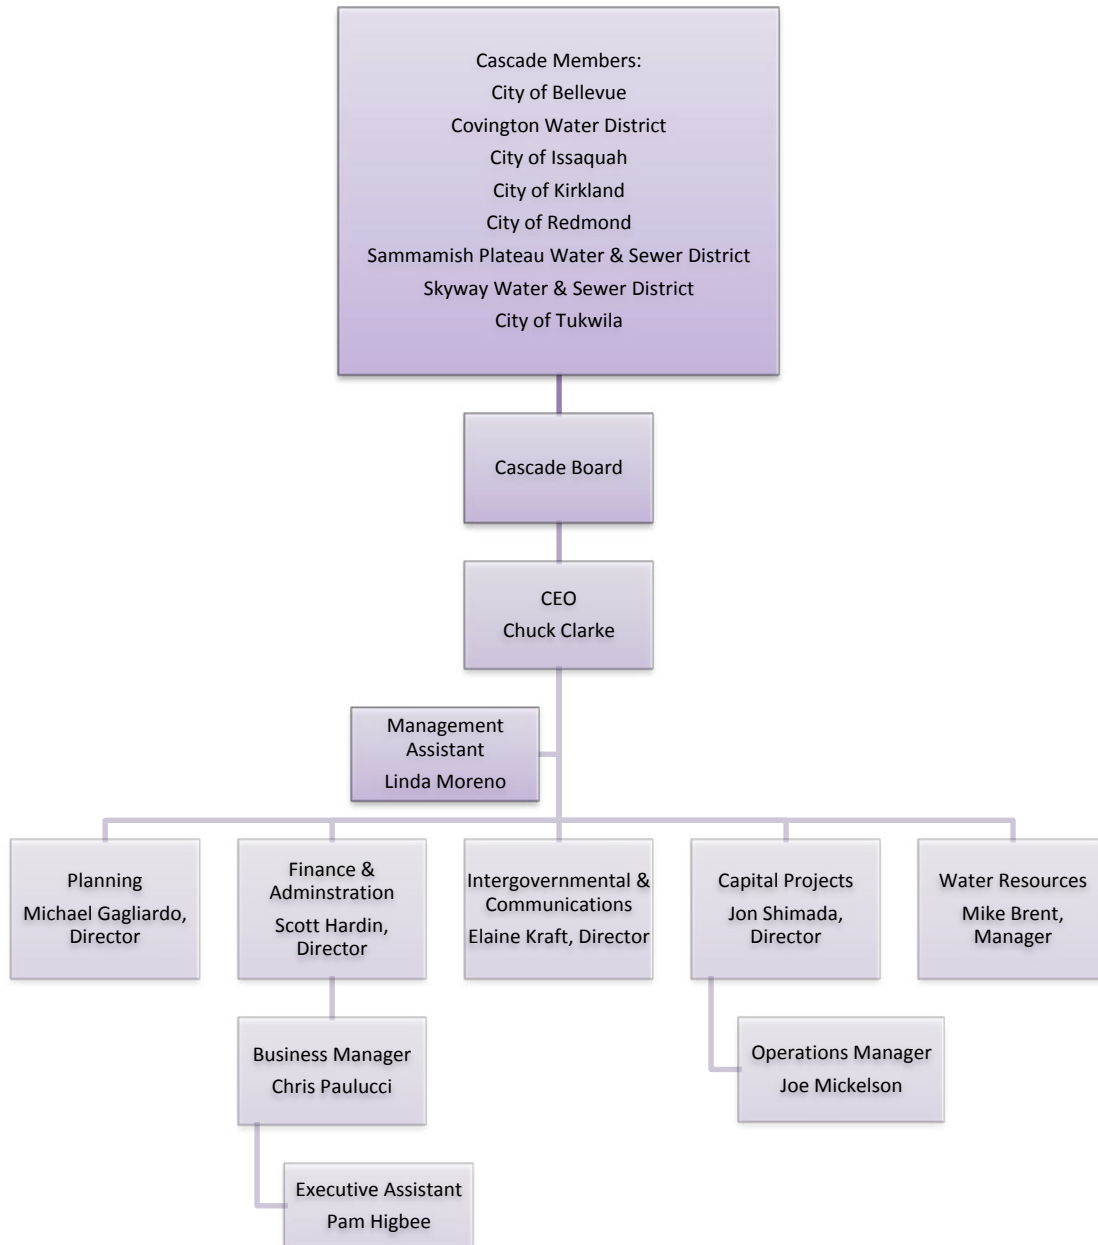 Cascade Members:
City of Bellevue
Covington Water District
City of Issaquah
City of Kirkland
City of Redmond
Sammamish Plateau Water & Sewer District
Skyway Water & Sewer District
City of Tukwila
Cascade Board
CEO
Chuck Clarke
Management
Assistant
Linda Moreno
Planning
Michael Gagliardo,
Director
Finance &
Adminstration
Scott Hardin,
Director
Intergovernmental &
Communications
Elaine Kraft, Director
Capital Projects
Jon Shimada,
Director
Water Resources
Mike Brent,
Manager
Business Manager
Chris Paulucci
Operations Manager
Joe Mickelson
Executive Assistant
Pam Higbee